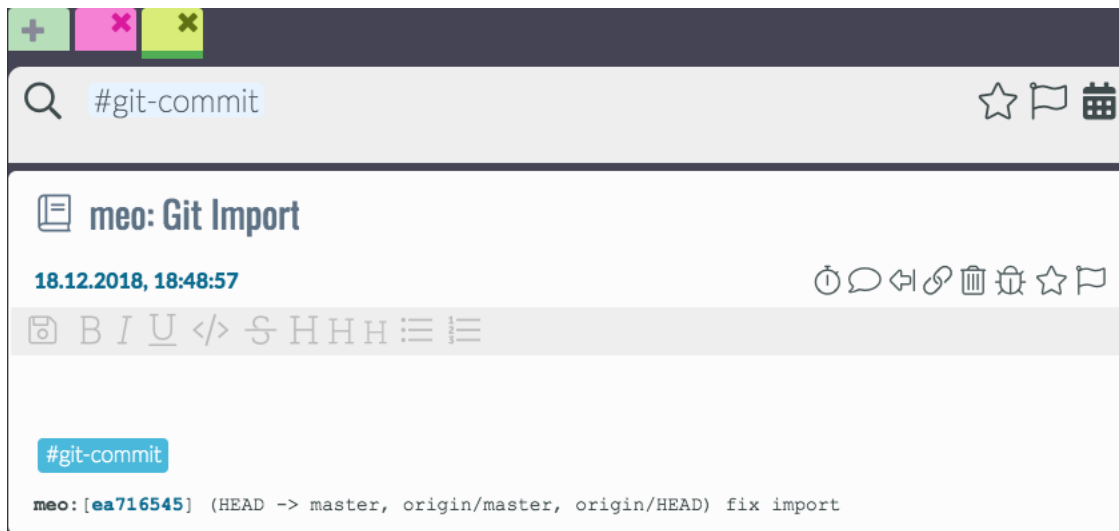 #git-commit
meo: Git Import
18.12.2018, 18:48:57
B I U </> S H H H
#git-commit
meo: [ea716545] (HEAD -> master, origin/master, origin/HEAD) fix import